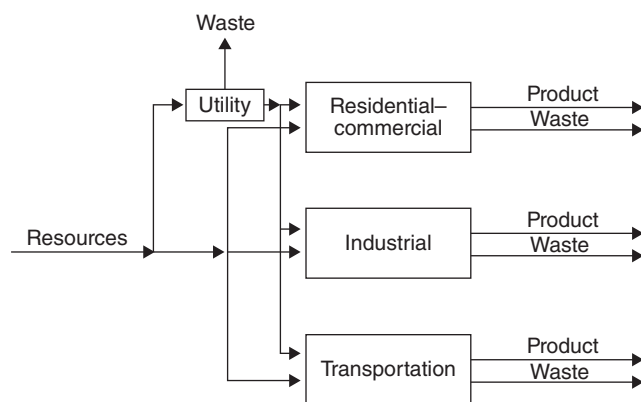 Waste
Utility
Residential–
commercial
Product
Waste
Resources
Industrial
Product
Waste
Transportation
Product
Waste